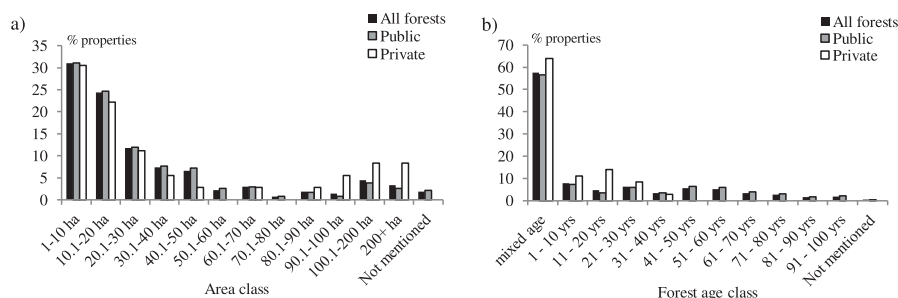 a)
% properties
All forests
Public
Private
35
30
25
20
15
10
5
0
1-10 ha
10.1-20 ha
20.1-30 ha
30.1-40 ha
40.1-50 ha
50.1-60 ha
60.1-70 ha
70.1-80 ha
80.1-90 ha
90.1-100 ha
100.1-200 ha
200+ ha
Not mentioned
Area class
b)
% properties
All forests
Public
Private
70
60
50
40
30
20
10
0
mixed age
1 - 10 yrs
11 - 20 yrs
21 - 30 yrs
31 - 40 yrs
41 - 50 yrs
51 - 60 yrs
61 - 70 yrs
71 - 80 yrs
81 - 90 yrs
91 - 100 yrs
Not mentioned
Forest age class